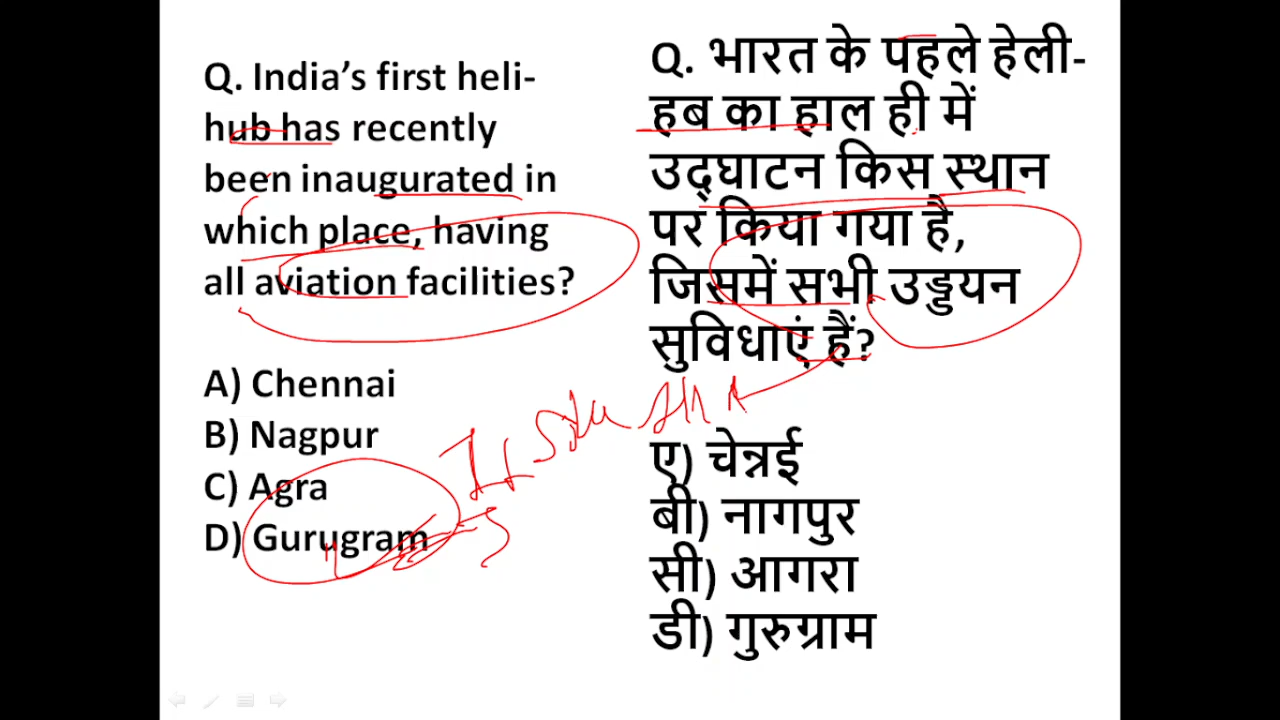 Q. India's first heli-
hub has recently
been inaugurated in
which place, having
all aviation facilities?
A) Chennai
B) Nagpur
C) Agra
D) Gurugram
Q. भारत के पहले हेली-
हब का हाल ही में
उद्घाटन किस स्थान
पर किया गया है,
जिसमें सभी उड्डयन
सुविधाएं हैं?
ए) चेन्नई
बी) नागपुर
सी) आगरा
डी) गुरुग्राम